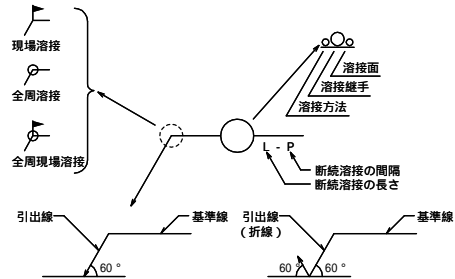 現場溶接
全周溶接
全周現場溶接
溶接面
溶接継手
溶接方法
L - P
断続溶接の間隔
断続溶接の長さ
引出線
基準線
60 °
引出線
(折線)
基準線
60 ° 60 °